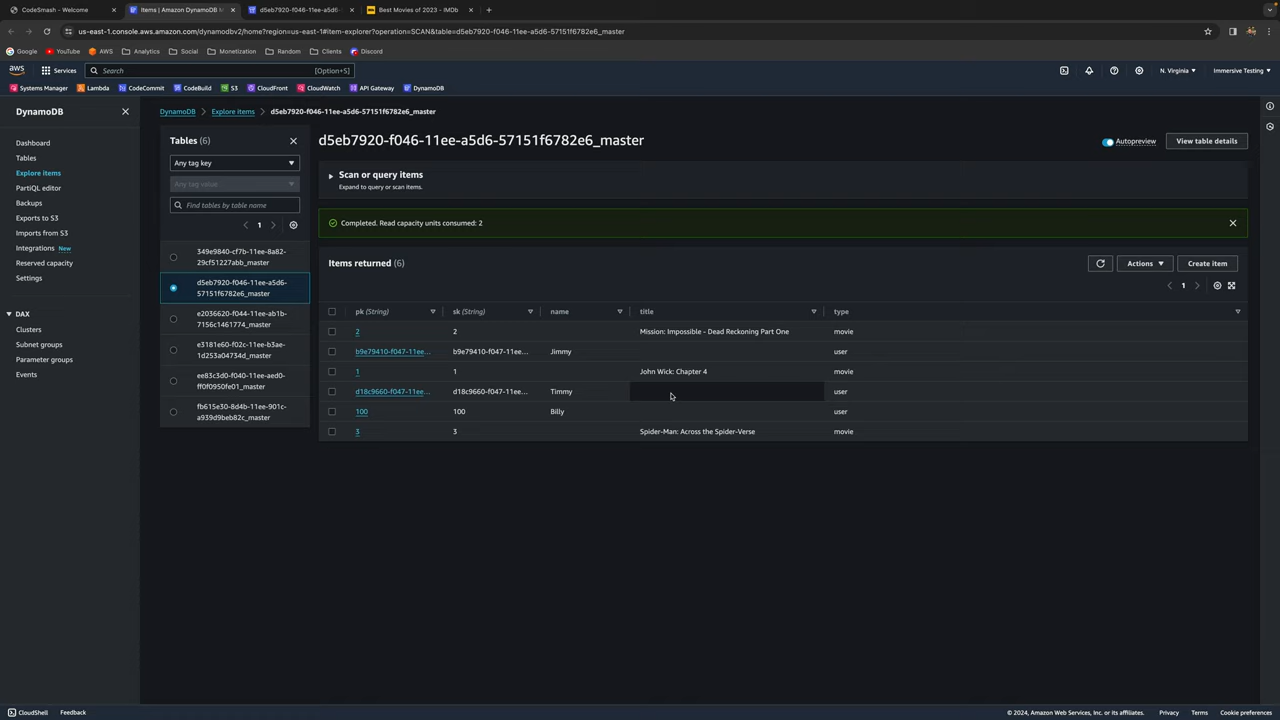 CodeSmash - Welcome
Items | Amazon DynamoDB M
d5eb7920-f046-11ee-a5d6-57151
Best Movies of 2023 - IMDb
us-east-1.console.aws.amazon.com/dynamodbv2/home?region=us-east-1#item-explorer?operation=SCAN&table=d5eb7920-f046-11ee-a5d6-57151f6782e6_master
Google YouTube AWS Analytics Social Monetization Random Clients Discord
aws Services Search [Option+S] N. Virginia Immersive Testing
Systems Manager Lambda CodeCommit CodeBuild S3 CloudFront CloudWatch API Gateway DynamoDB
DynamoDB
Dashboard
Tables
Explore items
PartiQL editor
Backups
Exports to S3
Imports from S3
Integrations New
Reserved capacity
Settings
DAX
Clusters
Subnet groups
Parameter groups
Events
DynamoDB Explore items d5eb7920-f046-11ee-a5d6-57151f6782e6_master
Tables (6)
Any tag key
Any tag value
Find tables by table name
1
349e9840-cf7b-11ee-8a82-
29cf51227abb_master
d5eb7920-f046-11ee-a5d6-
57151f6782e6_master
e2036620-f044-11ee-ab1b-
7156c1461774_master
e3181e60-f02c-11ee-b3ae-
1d253a04734d_master
ee83c3d0-f040-11ee-aed0-
ff0f0950fe01_master
fb615e30-8d4b-11ee-901c-
a939d9beb82c_master
d5eb7920-f046-11ee-a5d6-57151f6782e6_master
Autopreview View table details
Scan or query items
Expand to query or scan items.
Completed. Read capacity units consumed: 2
Items returned (6)
Actions Create item
1
pk (String) sk (String) name title type
2 2 Mission: Impossible - Dead Reckoning Part One movie
b9e79410-f047-11ee... b9e79410-f047-11ee... Jimmy user
1 1 John Wick: Chapter 4 movie
d18c9660-f047-11ee... d18c9660-f047-11ee... Timmy user
100 100 Billy user
3 3 Spider-Man: Across the Spider-Verse movie
CloudShell Feedback © 2024, Amazon Web Services, Inc. or its affiliates. Privacy Terms Cookie preferences